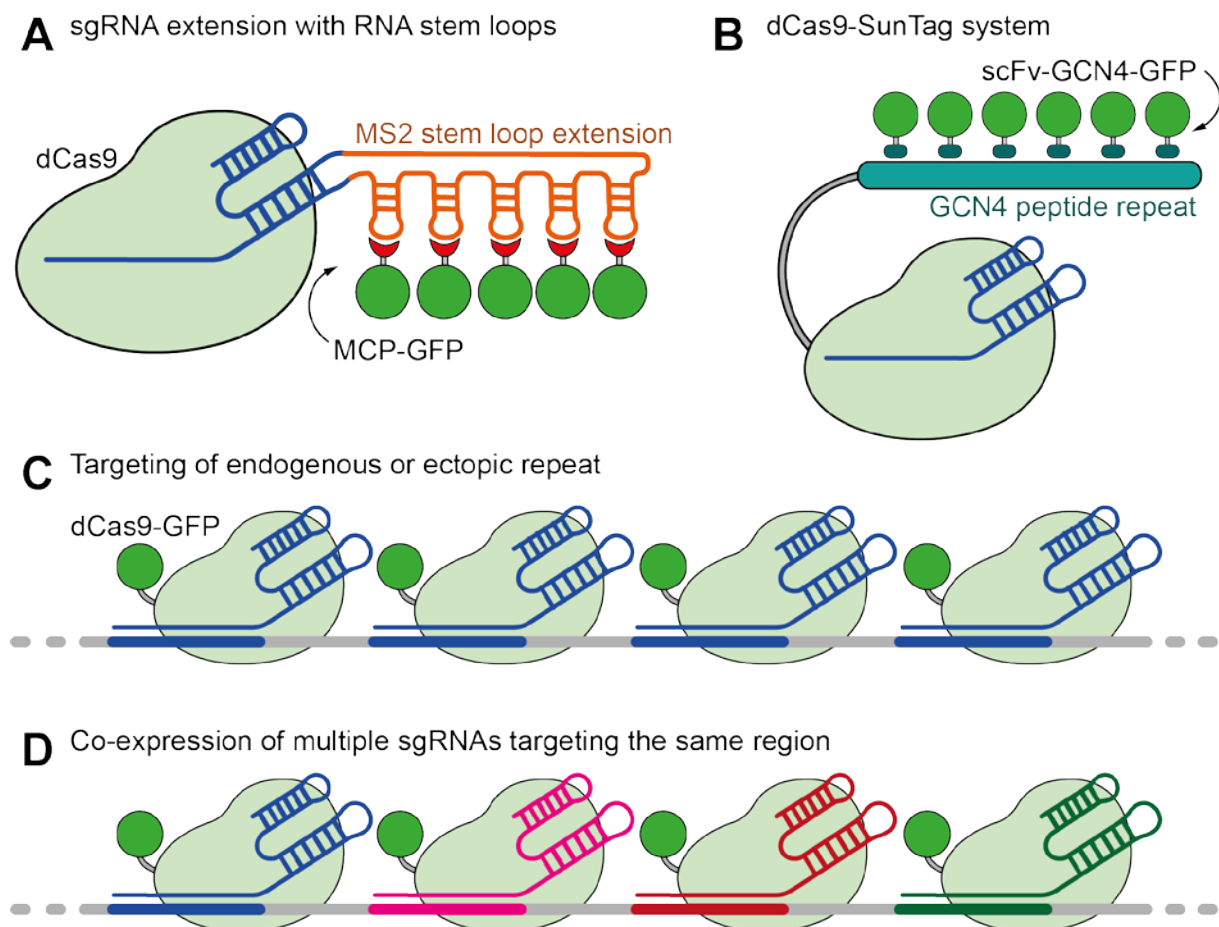 A sgRNA extension with RNA stem loops
dCas9
MS2 stem loop extension
MCP-GFP
B dCas9-SunTag system
scFv-GCN4-GFP
GCN4 peptide repeat
C Targeting of endogenous or ectopic repeat
dCas9-GFP
D Co-expression of multiple sgRNAs targeting the same region